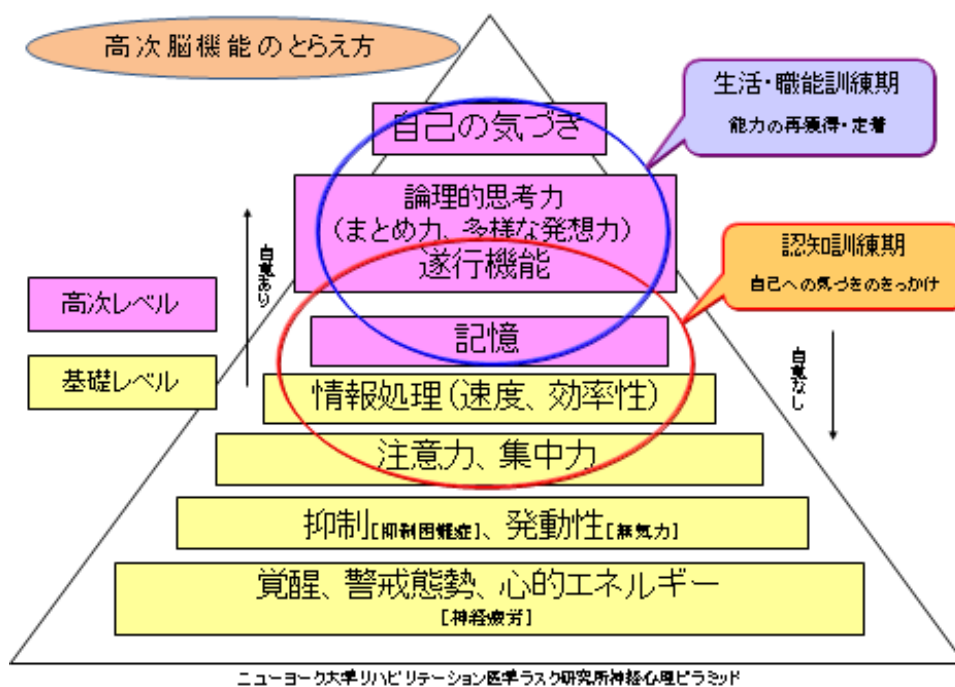 高次脳機能のとらえ方
生活・職能訓練期
能力の再獲得・定着
自己の気づき
論理的思考力
(まとめ力、多様な発想力)
遂行機能
認知訓練期
自己への気づきのきっかけ
自覚あり
高次レベル
記憶
基礎レベル
自覚なし
情報処理(速度、効率性)
注意力、集中力
抑制[抑制困難症]、発動性[無気力]
覚醒、警戒態勢、心的エネルギー
[神経疲労]
ニューヨーク大学リハビリテーション医学ラスク研究所神経心理ピラミッド